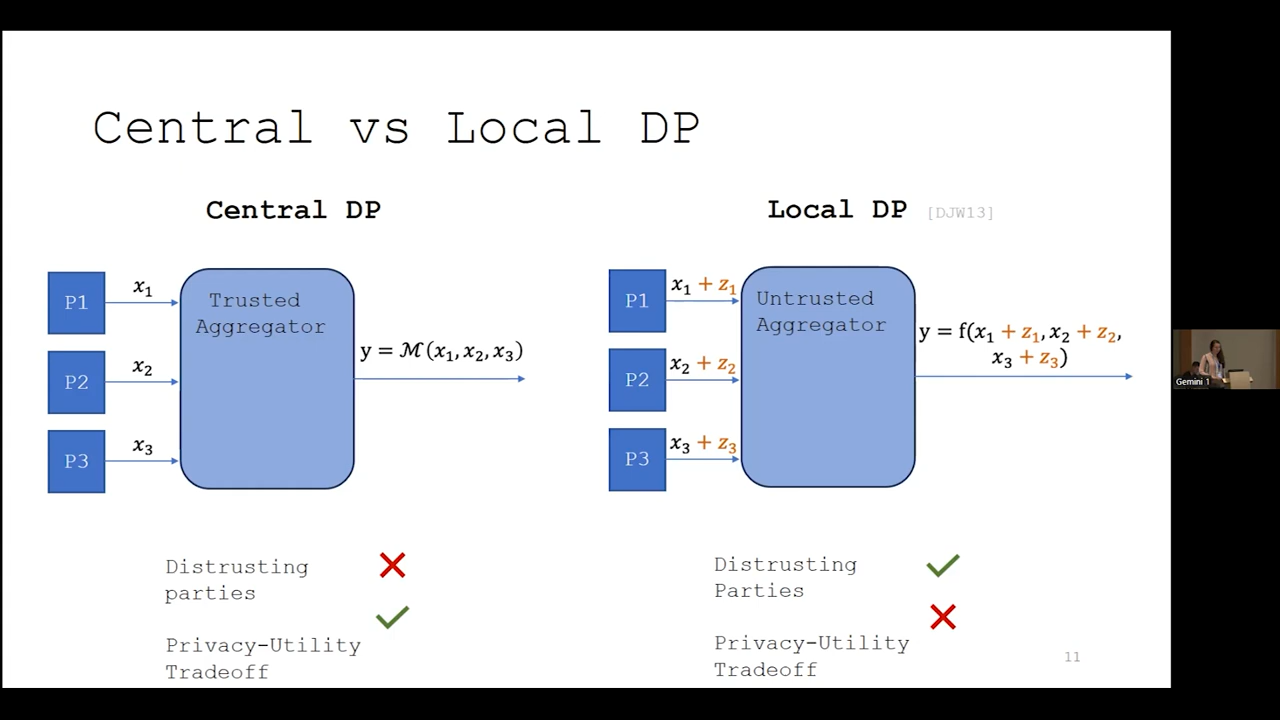 Central vs Local DP
Central DP
P1
x₁
P2
x₂
P3
x₃
Trusted
Aggregator
y = ℳ(x₁, x₂, x₃)
Distrusting
parties
Privacy-Utility
Tradeoff
Local DP [DJW13]
P1
x₁ + z₁
P2
x₂ + z₂
P3
x₃ + z₃
Untrusted
Aggregator
y = f(x₁ + z₁, x₂ + z₂,
x₃ + z₃)
Distrusting
Parties
Privacy-Utility
Tradeoff
11
Gemini 1